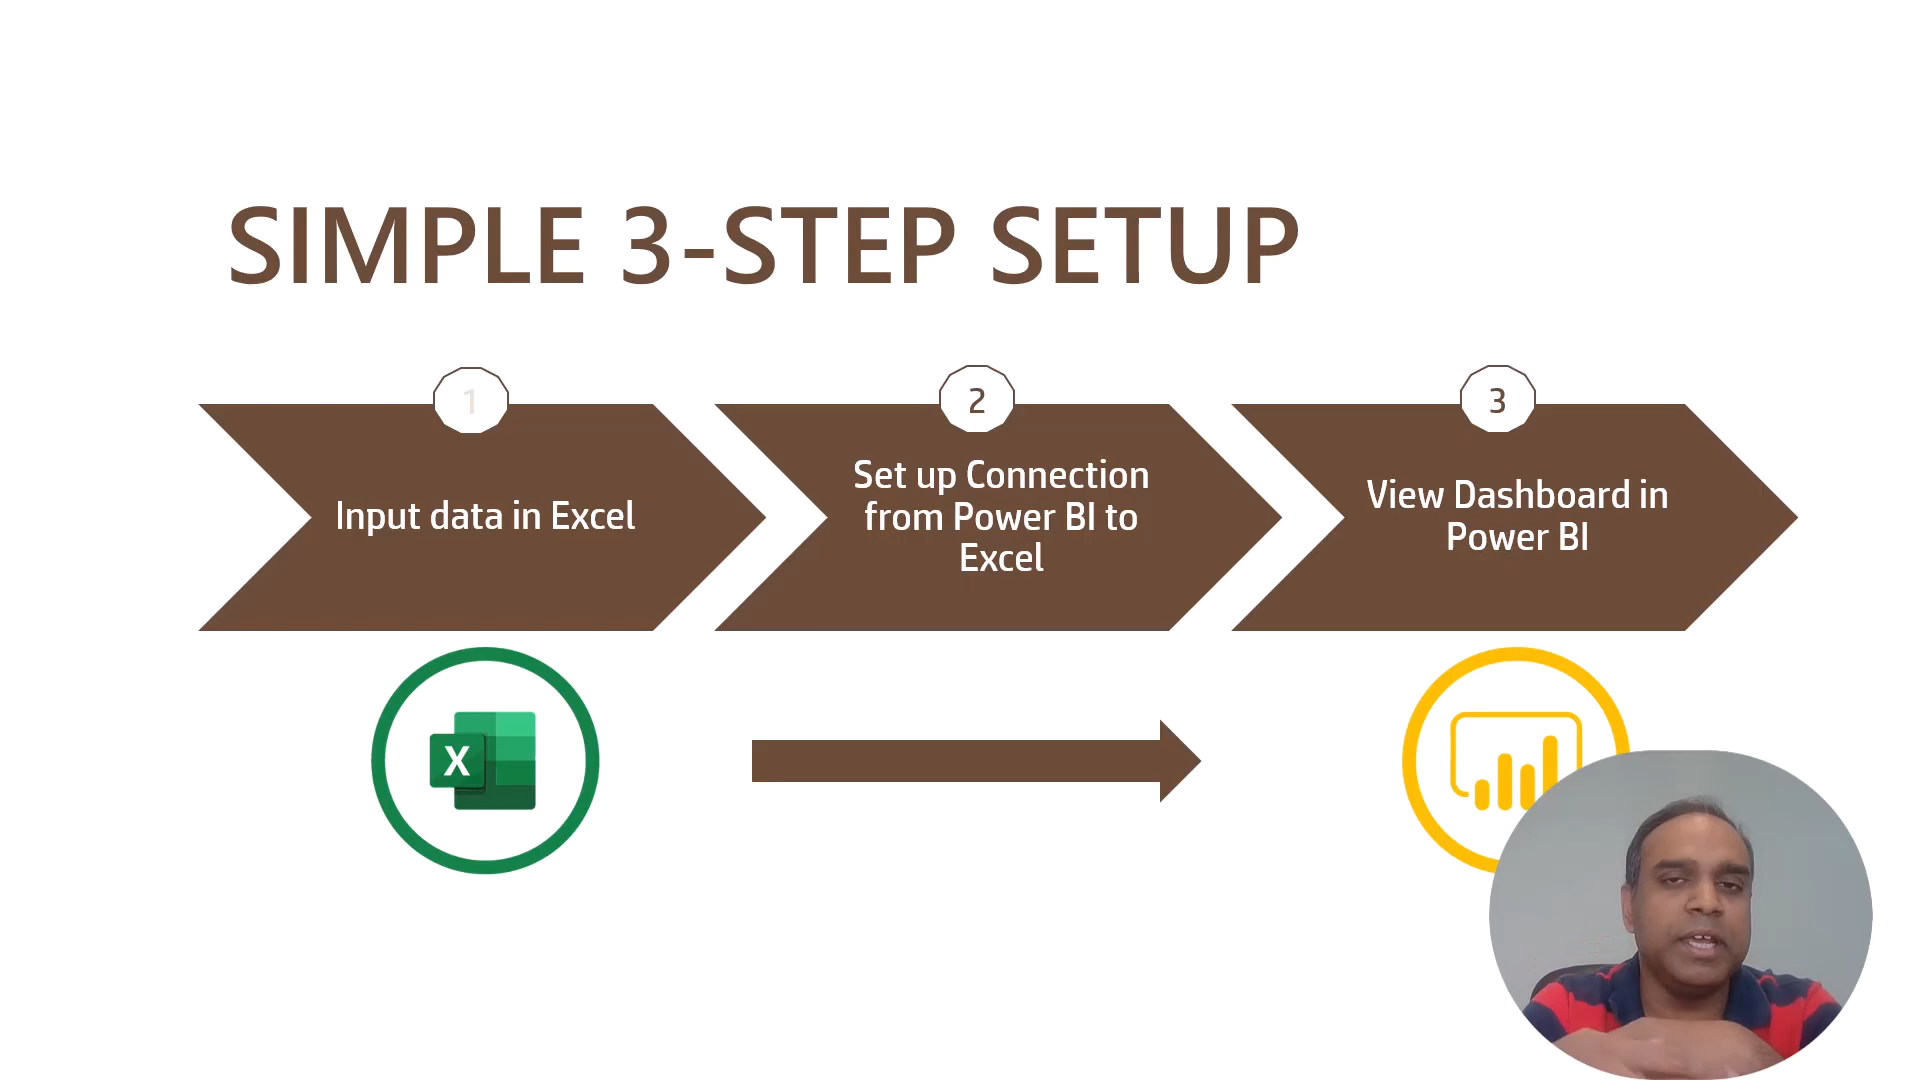 SIMPLE 3-STEP SETUP
1
2
3
Input data in Excel
Set up Connection
from Power BI to
Excel
View Dashboard in
Power BI
X